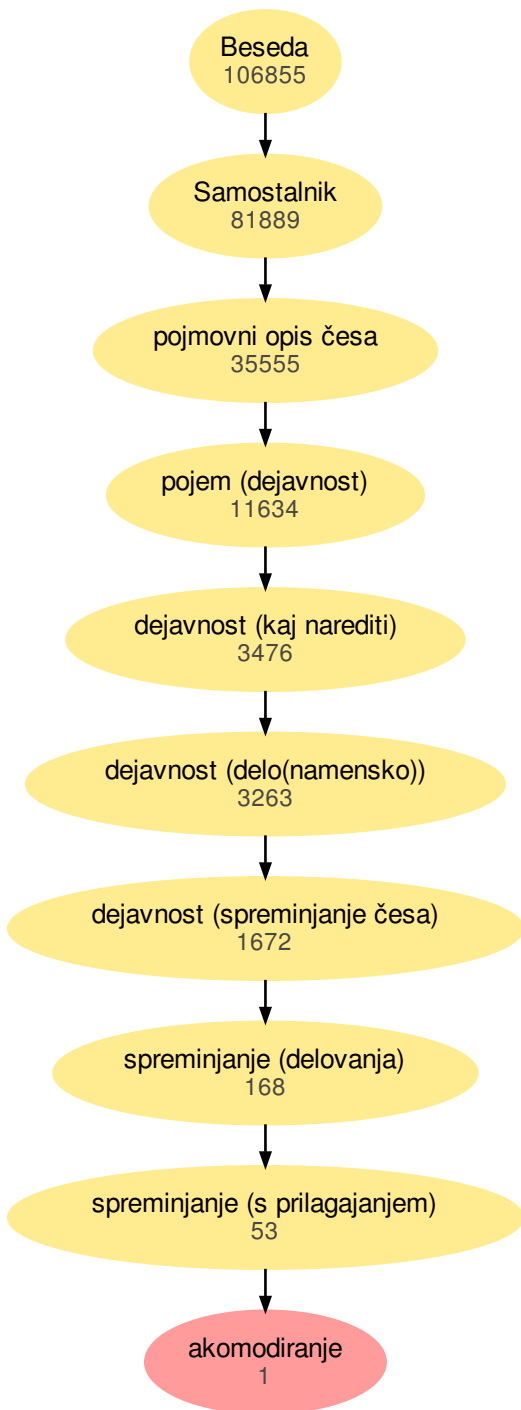 Beseda
106855
Samostalnik
81889
pojmovni opis česa
35555
pojem (dejavnost)
11634
dejavnost (kaj narediti)
3476
dejavnost (delo(namensko))
3263
dejavnost (spreminjanje česa)
1672
spreminjanje (delovanja)
168
spreminjanje (s prilagajanjem)
53
akomodiranje
1